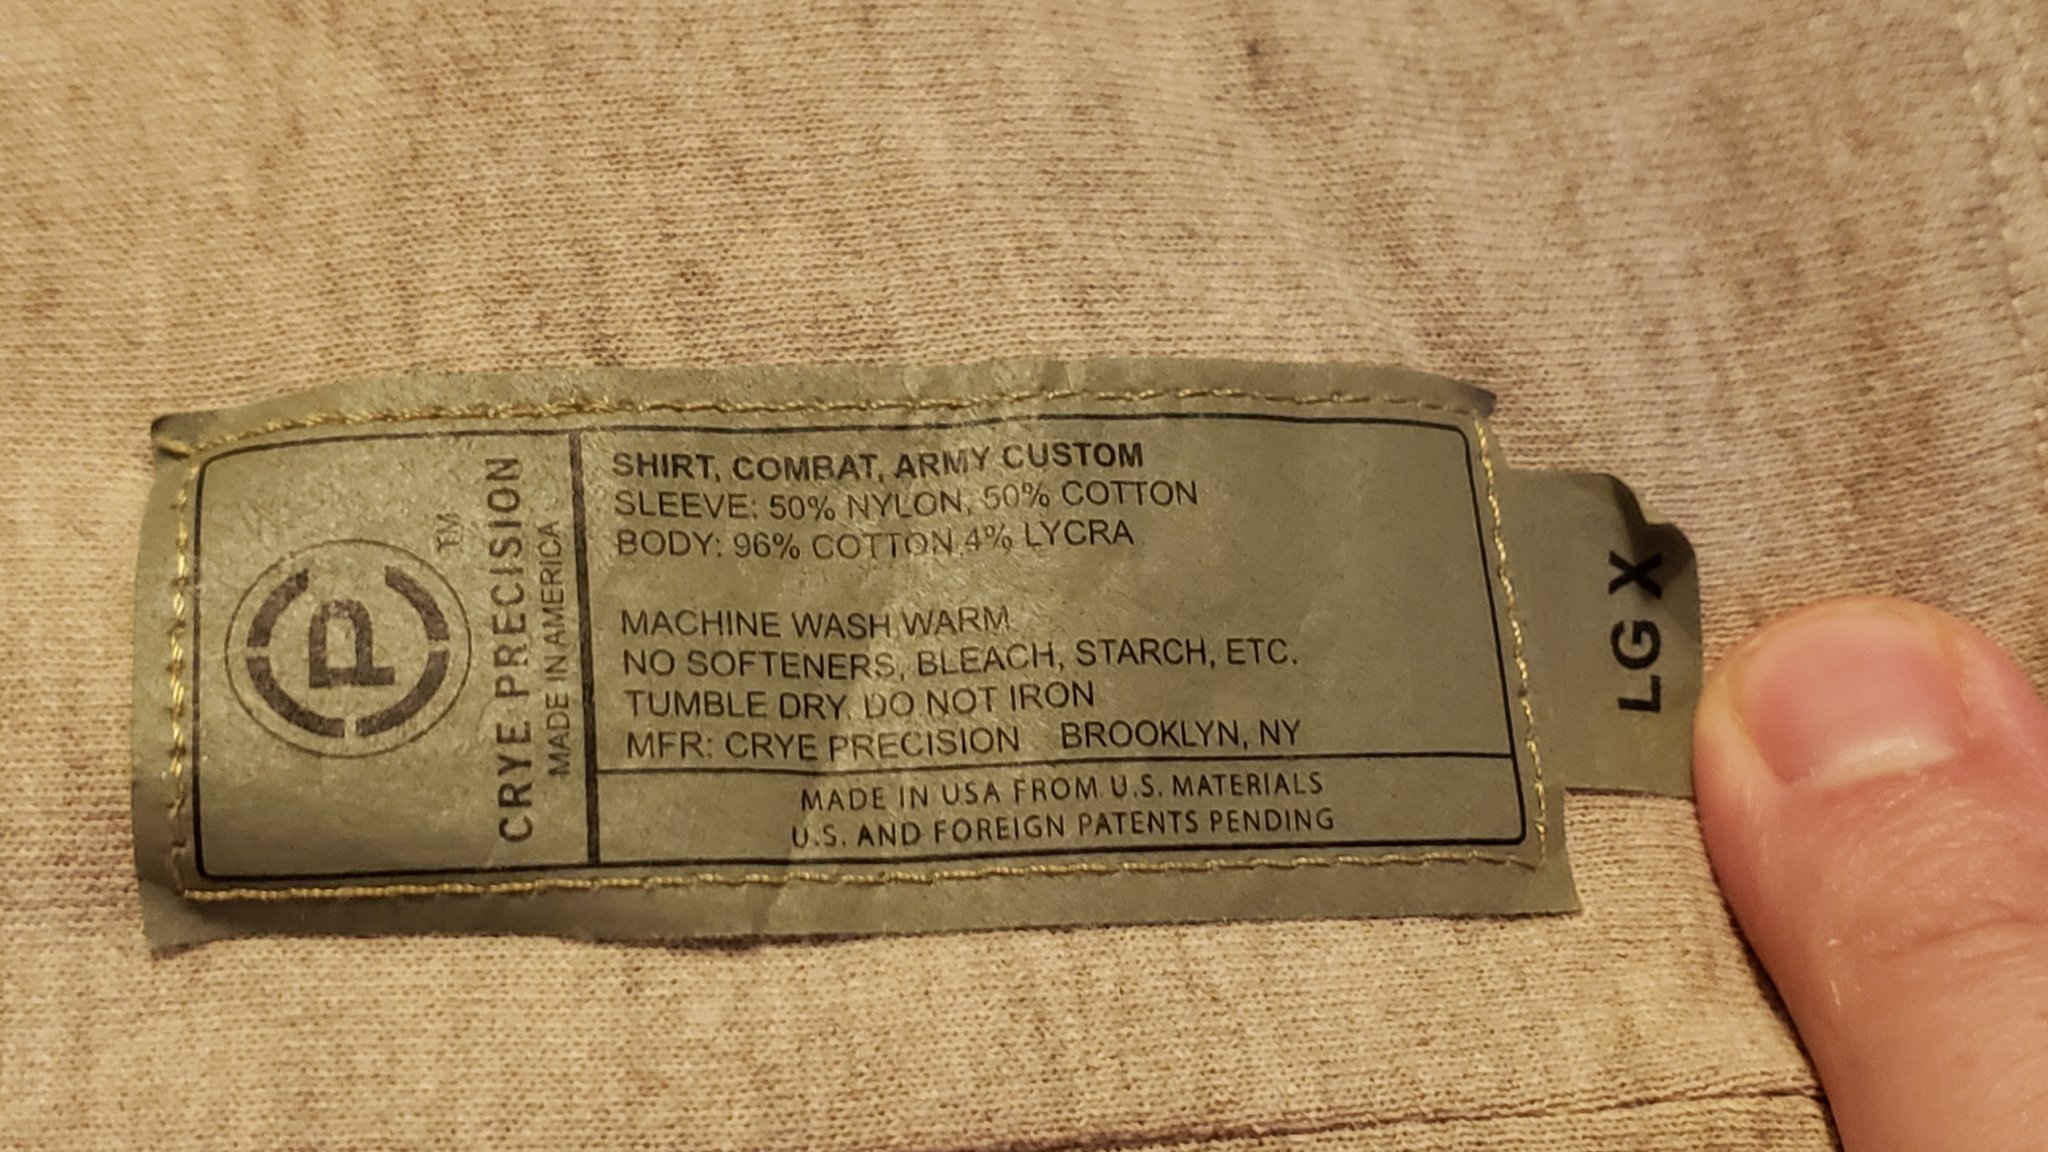 CP
TM
CRYE PRECISION
MADE IN AMERICA
SHIRT, COMBAT, ARMY CUSTOM
SLEEVE: 50% NYLON, 50% COTTON
BODY: 96% COTTON 4% LYCRA
MACHINE WASH WARM
NO SOFTENERS, BLEACH, STARCH, ETC.
TUMBLE DRY. DO NOT IRON
MFR: CRYE PRECISION BROOKLYN, NY
MADE IN USA FROM U.S. MATERIALS
U.S. AND FOREIGN PATENTS PENDING
LG X